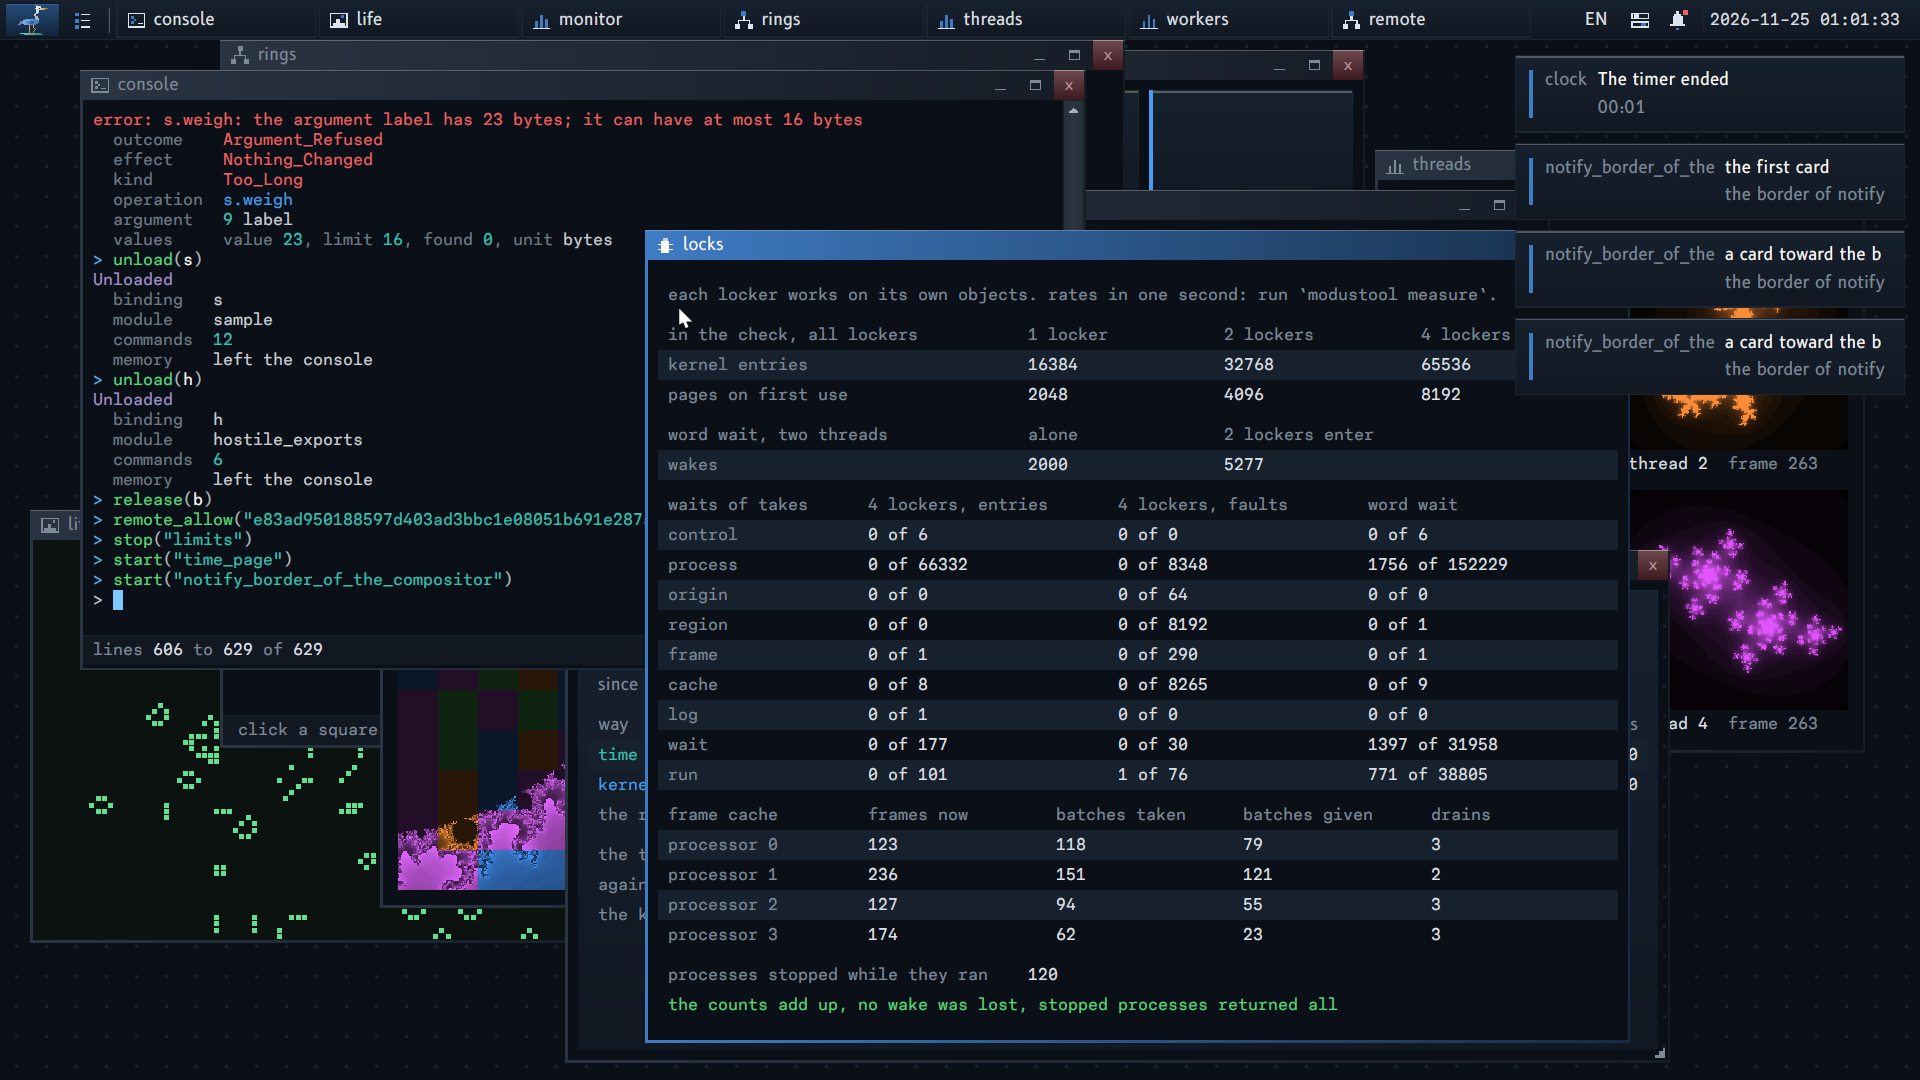 console
life
monitor
rings
threads
workers
remote
EN
2026-11-25 01:01:33
rings
console
error: s.weigh: the argument label has 23 bytes; it can have at most 16 bytes
outcome Argument_Refused
effect Nothing_Changed
kind Too_Long
operation s.weigh
argument 9 label
values value 23, limit 16, found 0, unit bytes
> unload(s)
Unloaded
binding s
module sample
commands 12
memory left the console
> unload(h)
Unloaded
binding h
module hostile_exports
commands 6
memory left the console
> release(b)
> remote_allow("e83ad950188597d403ad3bbc1e08051b691e287
> stop("limits")
> start("time_page")
> start("notify_border_of_the_compositor")
>
lines 606 to 629 of 629
threads
clock The timer ended
00:01
notify_border_of_the the first card
the border of notify
notify_border_of_the a card toward the b
the border of notify
notify_border_of_the a card toward the b
the border of notify
locks
each locker works on its own objects. rates in one second: run `modustool measure`.
in the check, all lockers 1 locker 2 lockers 4 lockers
kernel entries 16384 32768 65536
pages on first use 2048 4096 8192
word wait, two threads alone 2 lockers enter
wakes 2000 5277
waits of takes 4 lockers, entries 4 lockers, faults word wait
control 0 of 6 0 of 0 0 of 6
process 0 of 66332 0 of 8348 1756 of 152229
origin 0 of 0 0 of 64 0 of 0
region 0 of 0 0 of 8192 0 of 1
frame 0 of 1 0 of 290 0 of 1
cache 0 of 8 0 of 8265 0 of 9
log 0 of 1 0 of 0 0 of 0
wait 0 of 177 0 of 30 1397 of 31958
run 0 of 101 1 of 76 771 of 38805
frame cache frames now batches taken batches given drains
processor 0 123 118 79 3
processor 1 236 151 121 2
processor 2 127 94 55 3
processor 3 174 62 23 3
processes stopped while they ran 120
the counts add up, no wake was lost, stopped processes returned all
thread 2 frame 263
ad 4 frame 263
li
click a square
since
way
time
kerne
the r
the t
again
the k
s
0
0